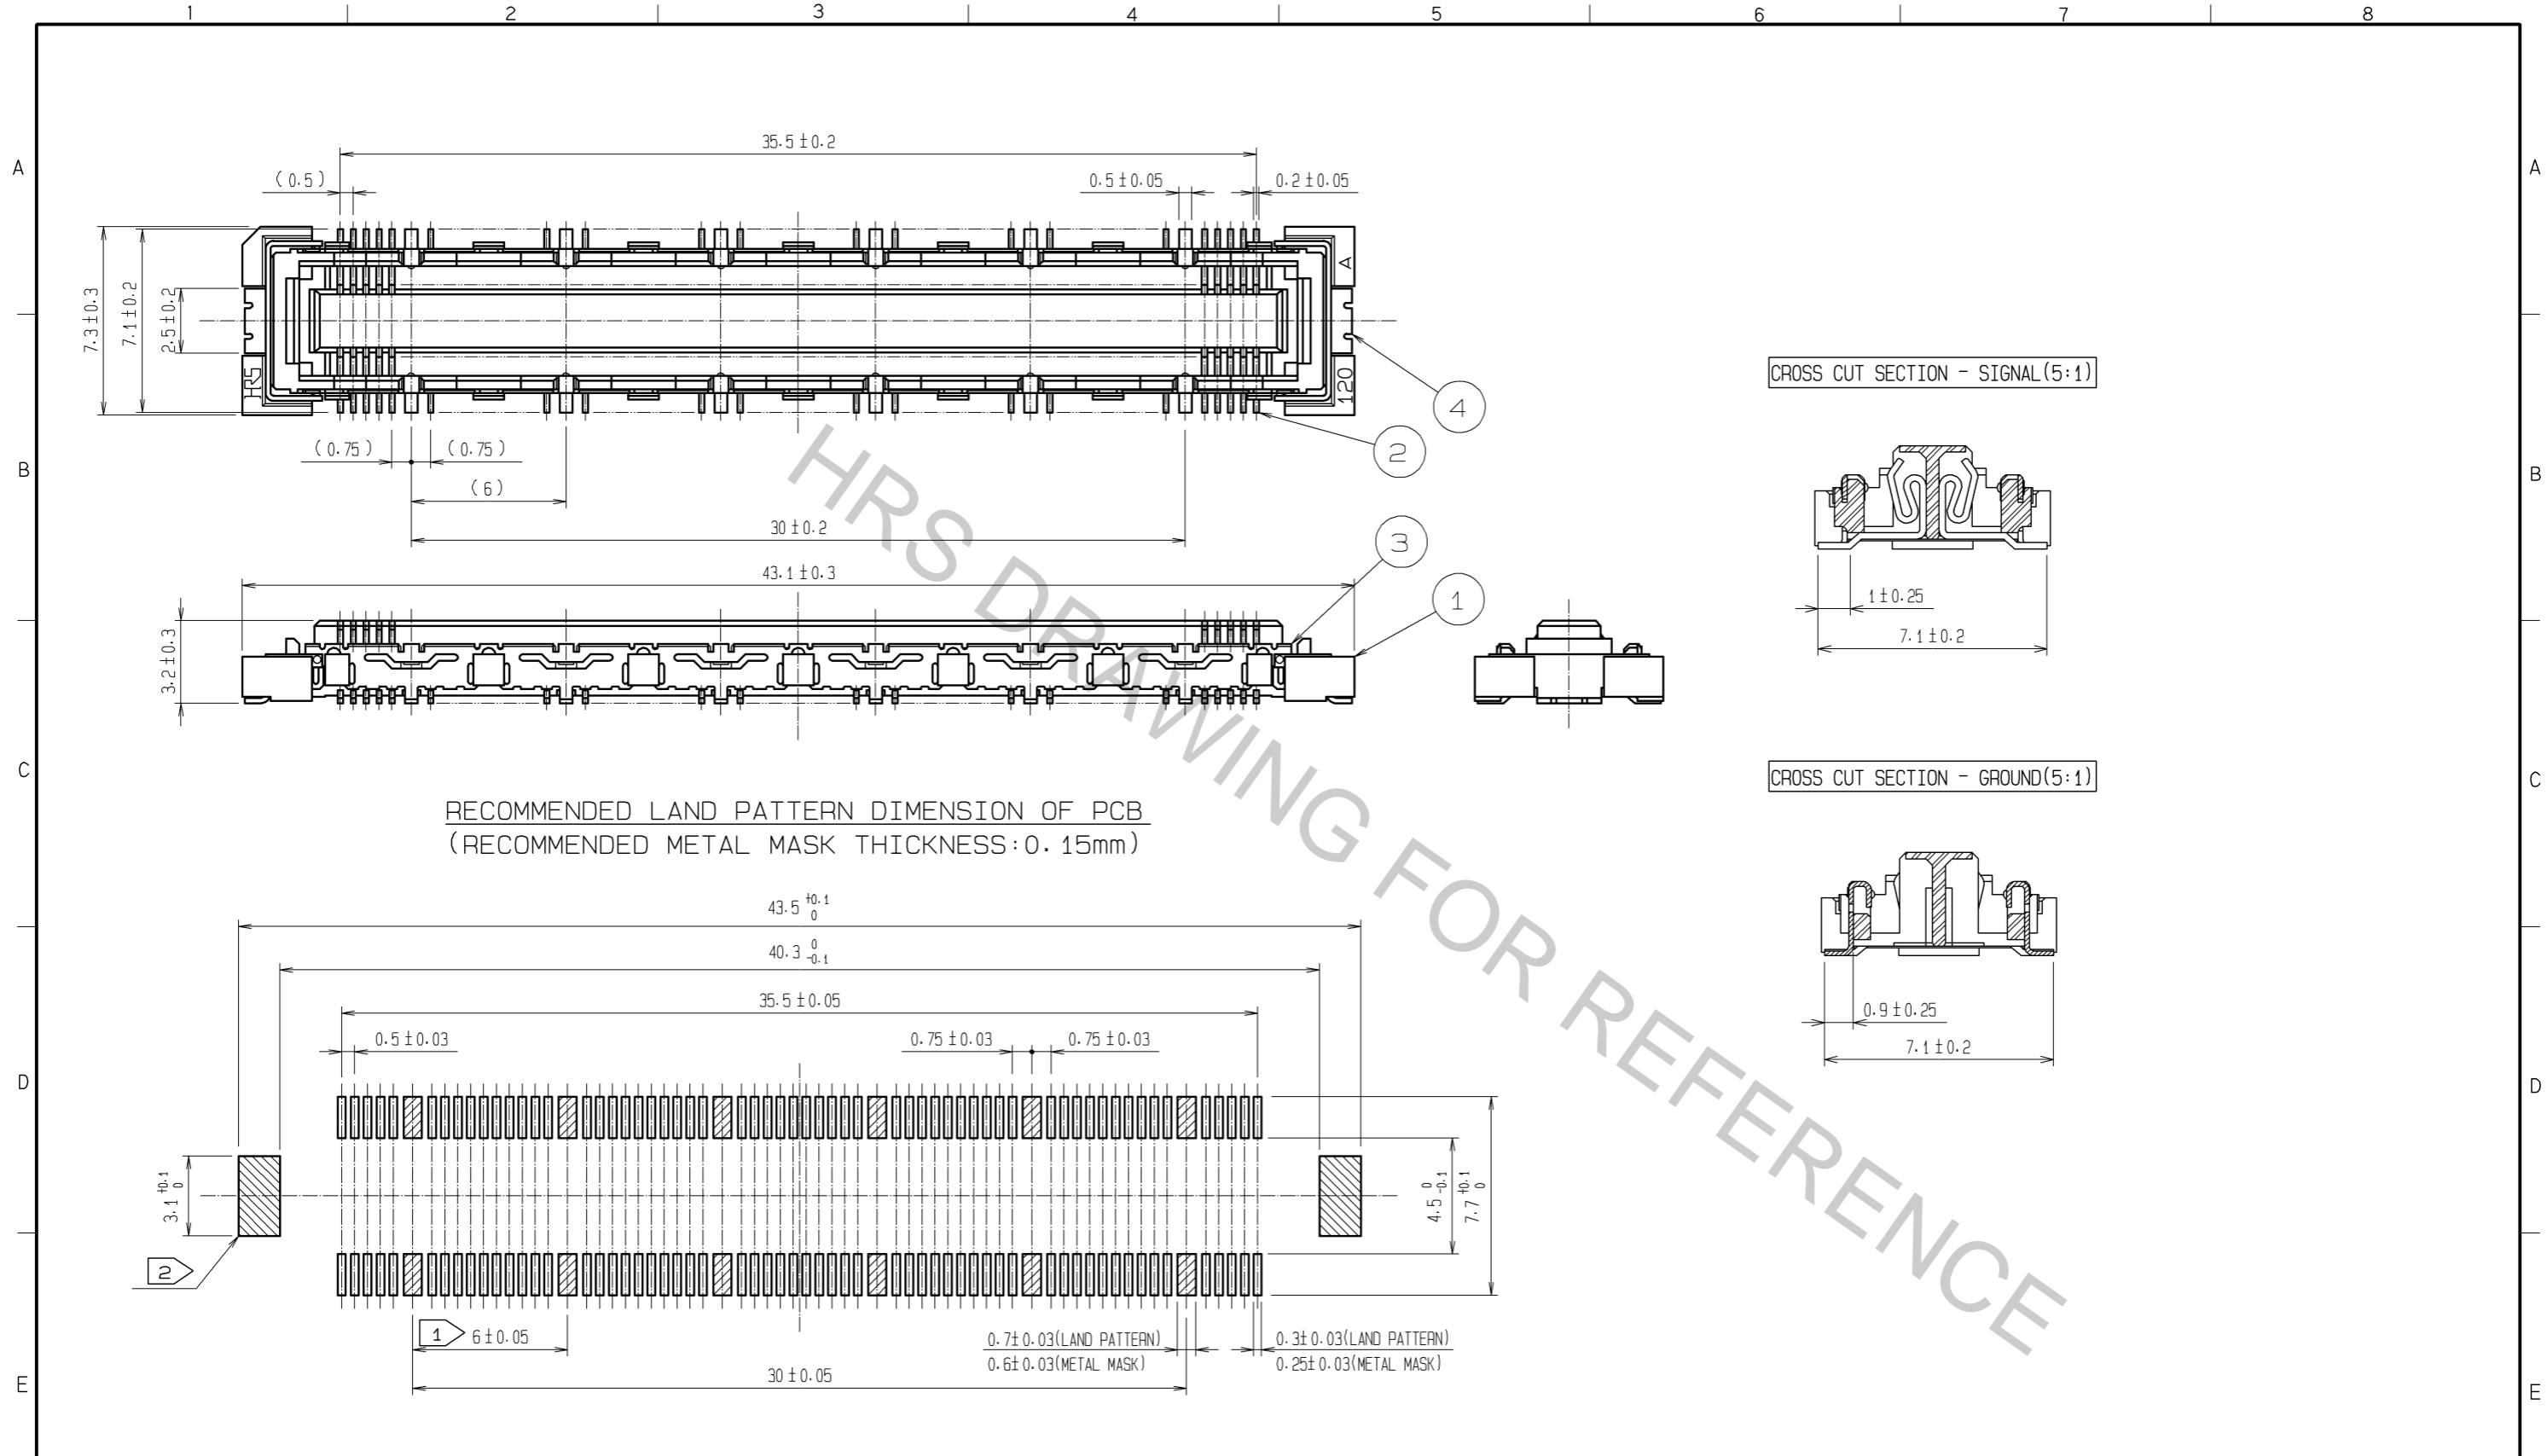 1 2 3 4 5 6 7 8
A A
35.5±0.2
(0.5) 0.5±0.05 0.2±0.05
7.3±0.3
7.1±0.2
2.5±0.2
HRS
A
120
4
2
(0.75) (0.75)
(6)
30±0.2
B B
CROSS CUT SECTION - SIGNAL(5:1)
1±0.25
7.1±0.2
43.1±0.3
3
1
3.2±0.3
C C
CROSS CUT SECTION - GROUND(5:1)
0.9±0.25
7.1±0.2
RECOMMENDED LAND PATTERN DIMENSION OF PCB
(RECOMMENDED METAL MASK THICKNESS:0.15mm)
43.5 +0.1 0
40.3 0 -0.1
35.5±0.05
0.5±0.03 0.75±0.03 0.75±0.03
D D
3.1 +0.1 0
4.5 0 -0.1
7.7 +0.1 0
2
1 6±0.05
0.7±0.03(LAND PATTERN) 0.3±0.03(LAND PATTERN)
0.6±0.03(METAL MASK) 0.25±0.03(METAL MASK)
30±0.05
E E
HRS DRAWING FOR REFERENCE